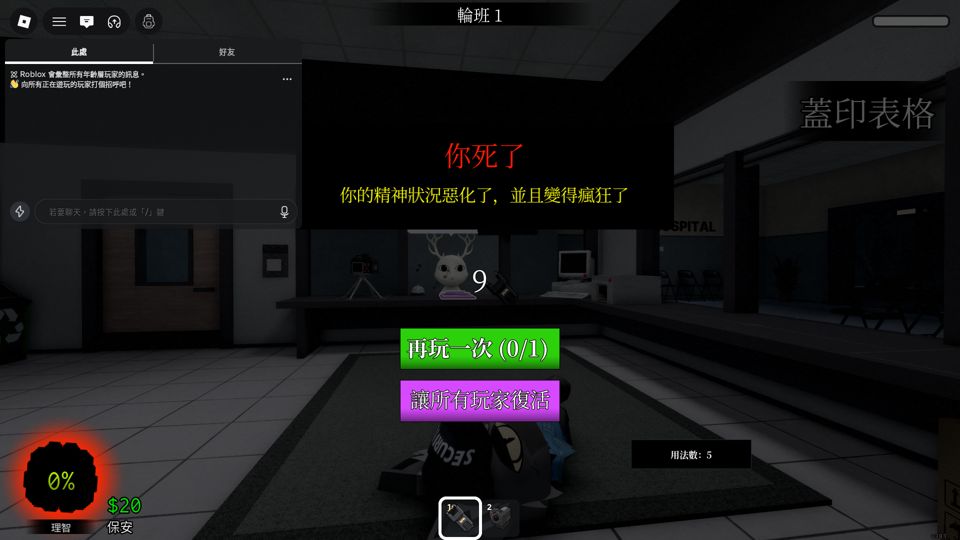 輪班 1
此處
好友
Roblox 會彙整所有年齡層玩家的訊息。
向所有正在遊玩的玩家打個招呼吧！
蓋印表格
你死了
你的精神狀況惡化了，並且變得瘋狂了
若要聊天，請按下此處或「/」鍵
9
再玩一次 (0/1)
讓所有玩家復活
SECURITY
用法數：5
0%
$20
理智
保安
1
2